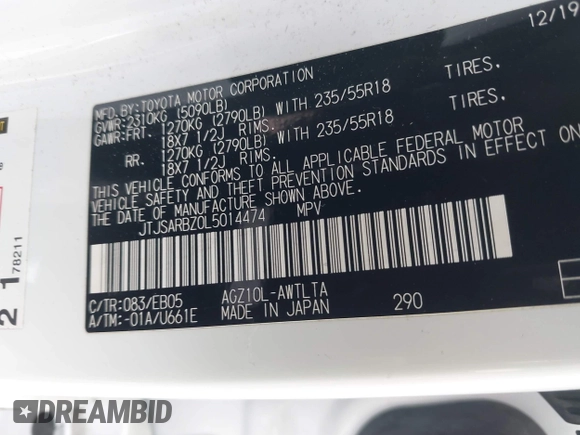 12/19
MFD.BY:TOYOTA MOTOR CORPORATION
GVWR:2310KG (5090LB)
GAWR:FRT. 1270KG (2790LB) WITH 235/55R18 TIRES.
18X7 1/2J RIMS.
RR. 1270KG (2790LB) WITH 235/55R18 TIRES.
18X7 1/2J RIMS.
THIS VEHICLE CONFORMS TO ALL APPLICABLE FEDERAL MOTOR
VEHICLE SAFETY AND THEFT PREVENTION STANDARDS IN EFFECT ON
THE DATE OF MANUFACTURE SHOWN ABOVE.
JTJSARBZ0L5014474 MPV
C/TR:083/EB05 AGZ10L-AWTLTA
A/TM:-01A/U661E MADE IN JAPAN 290
2 178211
DREAMBID